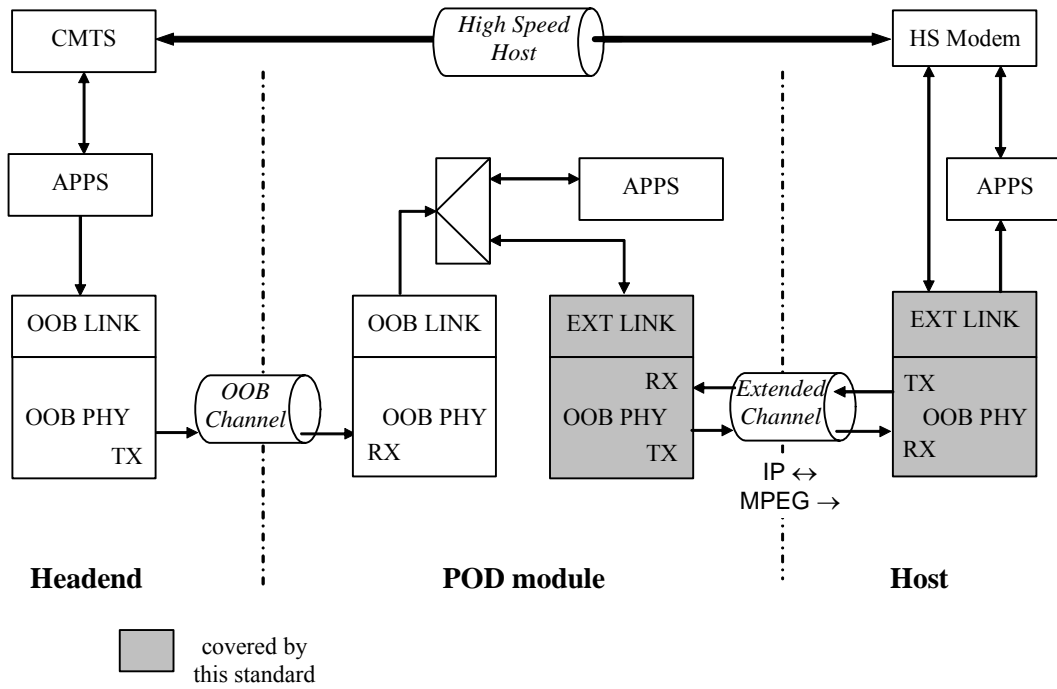 CMTS
High Speed
Host
HS Modem
APPS
APPS
APPS
OOB LINK
OOB LINK
EXT LINK
EXT LINK
OOB PHY
TX
OOB
Channel
OOB PHY
RX
RX
OOB PHY
TX
Extended
Channel
TX
OOB PHY
RX
IP ↔
MPEG →
Headend
POD module
Host
covered by
this standard